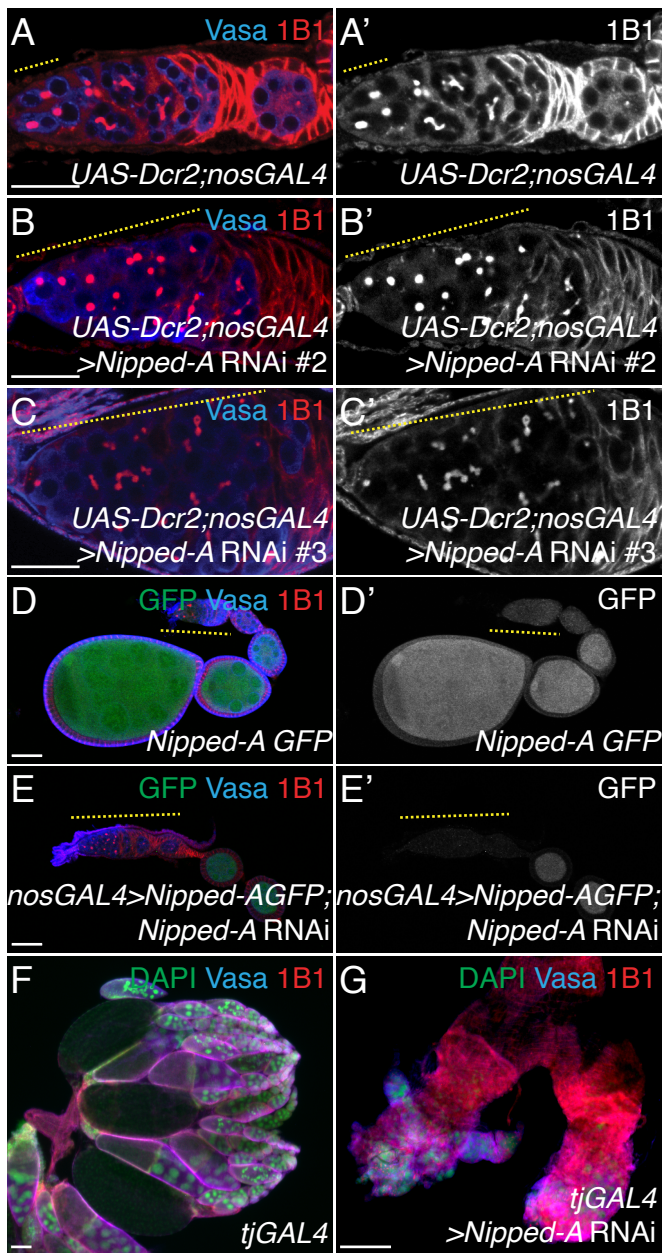 A Vasa 1B1
UAS-Dcr2;nosGAL4
A’ 1B1
UAS-Dcr2;nosGAL4
B Vasa 1B1
UAS-Dcr2;nosGAL4
>Nipped-A RNAi #2
B’ 1B1
UAS-Dcr2;nosGAL4
>Nipped-A RNAi #2
C Vasa 1B1
UAS-Dcr2;nosGAL4
>Nipped-A RNAi #3
C’ 1B1
UAS-Dcr2;nosGAL4
>Nipped-A RNAi #3
D GFP Vasa 1B1
Nipped-A GFP
D’ GFP
Nipped-A GFP
E GFP Vasa 1B1
nosGAL4>Nipped-AGFP;
Nipped-A RNAi
E’ GFP
nosGAL4>Nipped-AGFP;
Nipped-A RNAi
F DAPI Vasa 1B1
tjGAL4
G DAPI Vasa 1B1
tjGAL4
>Nipped-A RNAi